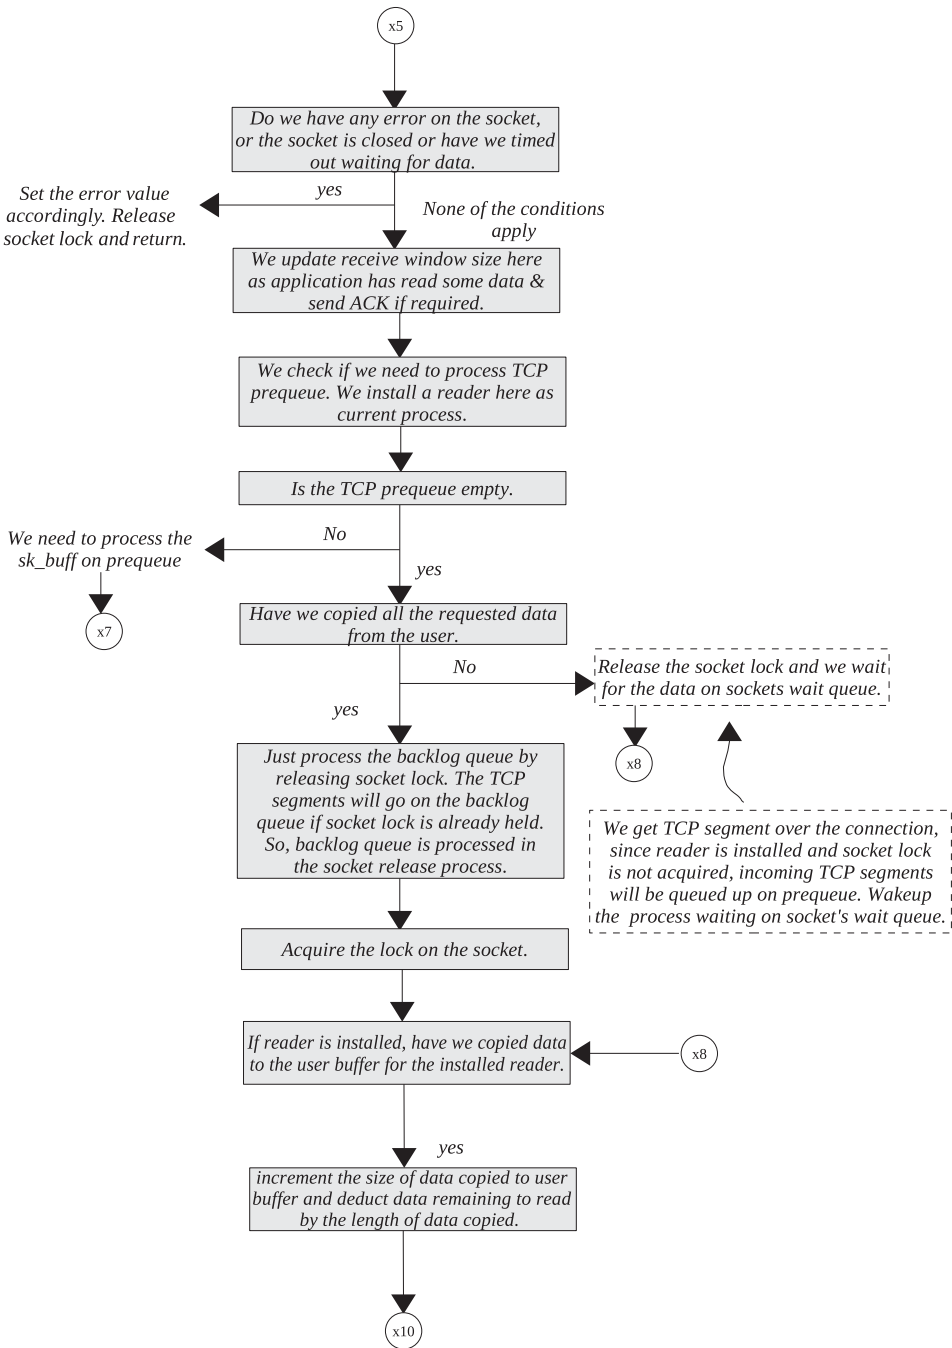 x5
Do we have any error on the socket,
or the socket is closed or have we timed
out waiting for data.
yes
Set the error value
accordingly. Release
socket lock and return.
None of the conditions
apply
We update receive window size here
as application has read some data &
send ACK if required.
We check if we need to process TCP
prequeue. We install a reader here as
current process.
Is the TCP prequeue empty.
No
We need to process the
sk_buff on prequeue
x7
yes
Have we copied all the requested data
from the user.
No
Release the socket lock and we wait
for the data on sockets wait queue.
x8
yes
Just process the backlog queue by
releasing socket lock. The TCP
segments will go on the backlog
queue if socket lock is already held.
So, backlog queue is processed in
the socket release process.
We get TCP segment over the connection,
since reader is installed and socket lock
is not acquired, incoming TCP segments
will be queued up on prequeue. Wakeup
the process waiting on socket's wait queue.
Acquire the lock on the socket.
If reader is installed, have we copied data
to the user buffer for the installed reader.
x8
yes
increment the size of data copied to user
buffer and deduct data remaining to read
by the length of data copied.
x10